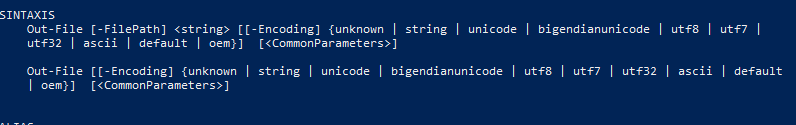 SINTAXIS
Out-File [-FilePath] <string> [[-Encoding] {unknown | string | unicode | bigendianunicode | utf8 | utf7 |
utf32 | ascii | default | oem}]  [<CommonParameters>]
Out-File [[-Encoding] {unknown | string | unicode | bigendianunicode | utf8 | utf7 | utf32 | ascii | default
| oem}]  [<CommonParameters>]
ALIAS